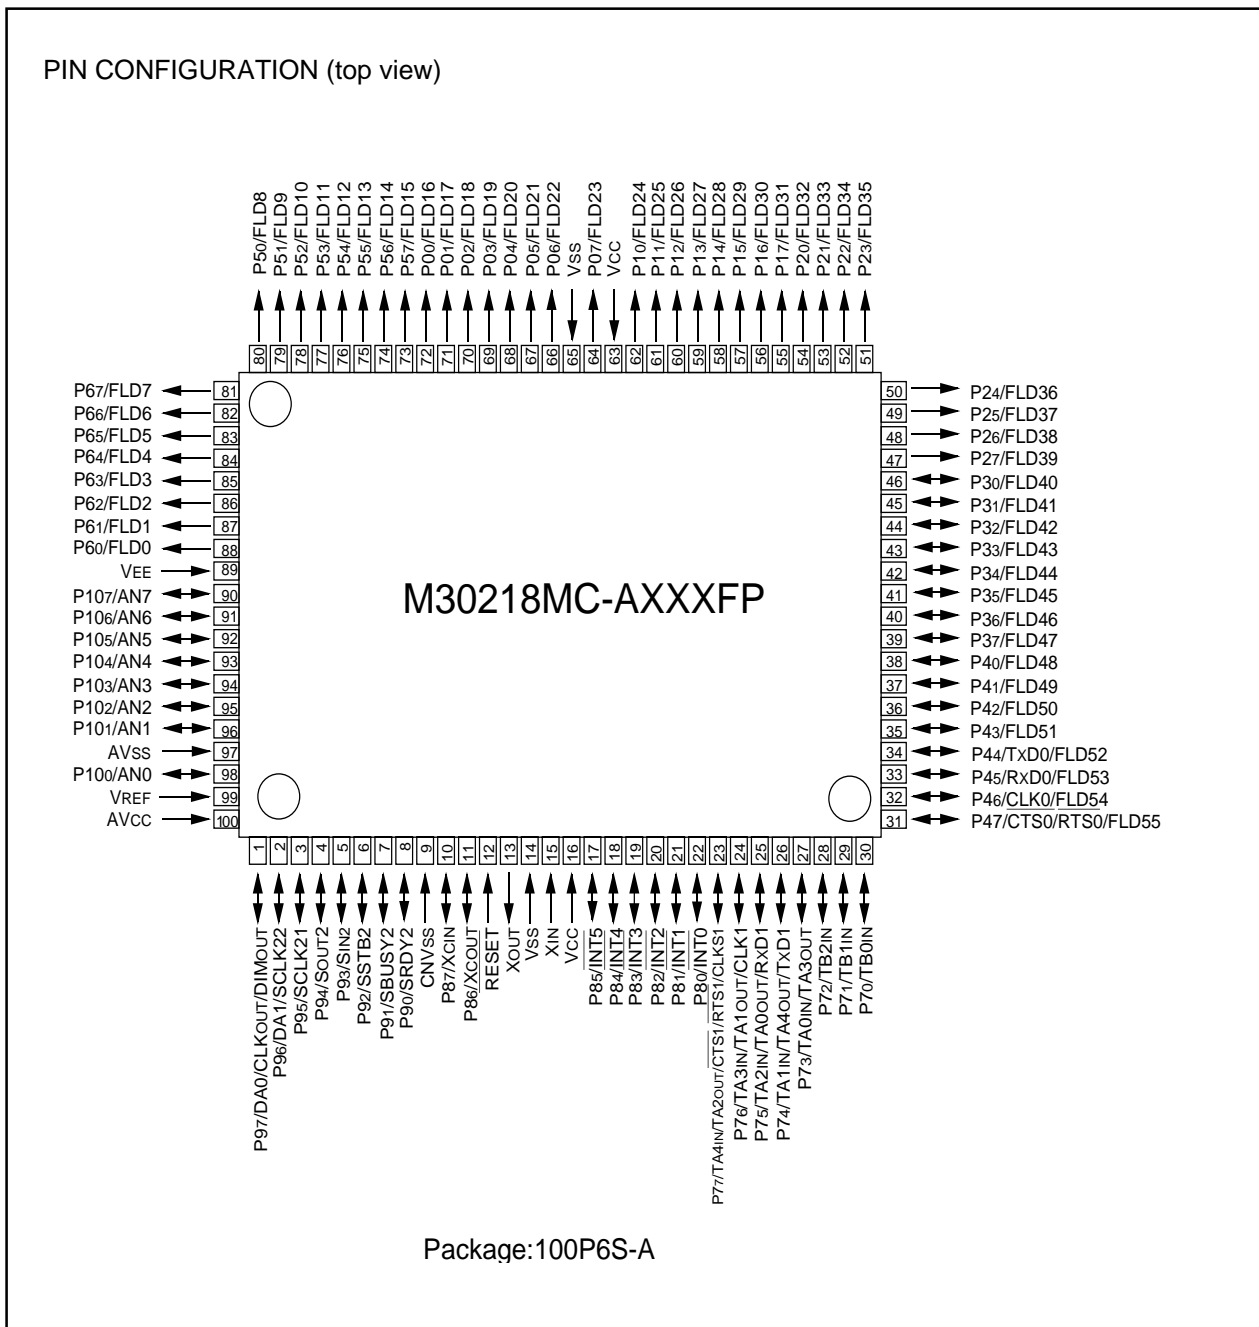 PIN CONFIGURATION (top view)
P50/FLD8
P51/FLD9
P52/FLD10
P53/FLD11
P54/FLD12
P55/FLD13
P56/FLD14
P57/FLD15
P00/FLD16
P01/FLD17
P02/FLD18
P03/FLD19
P04/FLD20
P05/FLD21
P06/FLD22
VSS
P07/FLD23
VCC
P10/FLD24
P11/FLD25
P12/FLD26
P13/FLD27
P14/FLD28
P15/FLD29
P16/FLD30
P17/FLD31
P20/FLD32
P21/FLD33
P22/FLD34
P23/FLD35
80 79 78 77 76 75 74 73 72 71 70 69 68 67 66 65 64 63 62 61 60 59 58 57 56 55 54 53 52 51
P67/FLD7 81
P66/FLD6 82
P65/FLD5 83
P64/FLD4 84
P63/FLD3 85
P62/FLD2 86
P61/FLD1 87
P60/FLD0 88
VEE 89
P107/AN7 90
P106/AN6 91
P105/AN5 92
P104/AN4 93
P103/AN3 94
P102/AN2 95
P101/AN1 96
AVSS 97
P100/AN0 98
VREF 99
AVCC 100
M30218MC-AXXXFP
50 P24/FLD36
49 P25/FLD37
48 P26/FLD38
47 P27/FLD39
46 P30/FLD40
45 P31/FLD41
44 P32/FLD42
43 P33/FLD43
42 P34/FLD44
41 P35/FLD45
40 P36/FLD46
39 P37/FLD47
38 P40/FLD48
37 P41/FLD49
36 P42/FLD50
35 P43/FLD51
34 P44/TXD0/FLD52
33 P45/RXD0/FLD53
32 P46/CLK0/FLD54
31 P47/CTS0/RTS0/FLD55
1 2 3 4 5 6 7 8 9 10 11 12 13 14 15 16 17 18 19 20 21 22 23 24 25 26 27 28 29 30
P97/DA0/CLKOUT/DIMOUT
P96/DA1/SCLK22
P95/SCLK21
P94/SOUT2
P93/SIN2
P92/SSTB2
P91/SBUSY2
P90/SRDY2
CNVSS
P87/XCIN
P86/XCOUT
RESET
XOUT
VSS
XIN
VCC
P85/INT5
P84/INT4
P83/INT3
P82/INT2
P81/INT1
P80/INT0
P77/TA4IN/TA2OUT/CTS1/RTS1/CLKS1
P76/TA3IN/TA1OUT/CLK1
P75/TA2IN/TA0OUT/RXD1
P74/TA1IN/TA4OUT/TXD1
P73/TA0IN/TA3OUT
P72/TB2IN
P71/TB1IN
P70/TB0IN
Package:100P6S-A